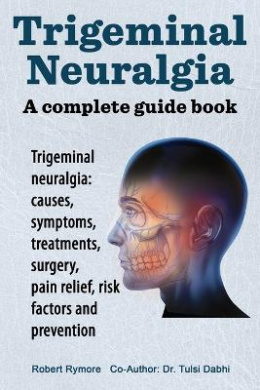 Trigeminal
Neuralgia
A complete guide book
Trigeminal
neuralgia:
causes,
symptoms,
treatments,
surgery,
pain relief, risk
factors and
prevention
Robert Rymore Co-Author: Dr. Tulsi Dabhi